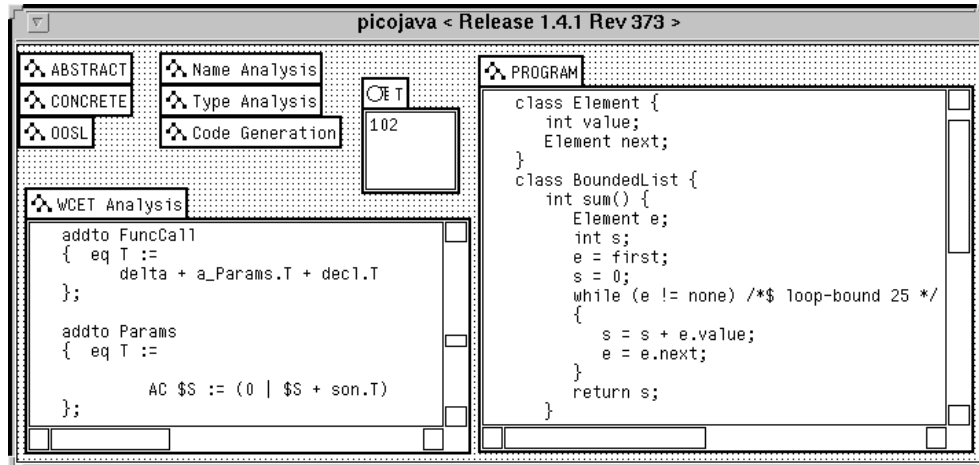 picojava < Release 1.4.1 Rev 373 >
ABSTRACT
CONCRETE
OOSL
Name Analysis
Type Analysis
Code Generation
T
102
WCET Analysis
addto FuncCall
{ eq T :=
delta + a_Params.T + decl.T
};
addto Params
{ eq T :=
AC $S := (0 | $S + son.T)
};
PROGRAM
class Element {
int value;
Element next;
}
class BoundedList {
int sum() {
Element e;
int s;
e = first;
s = 0;
while (e != none) /*$ loop-bound 25 */
{
s = s + e.value;
e = e.next;
}
return s;
}